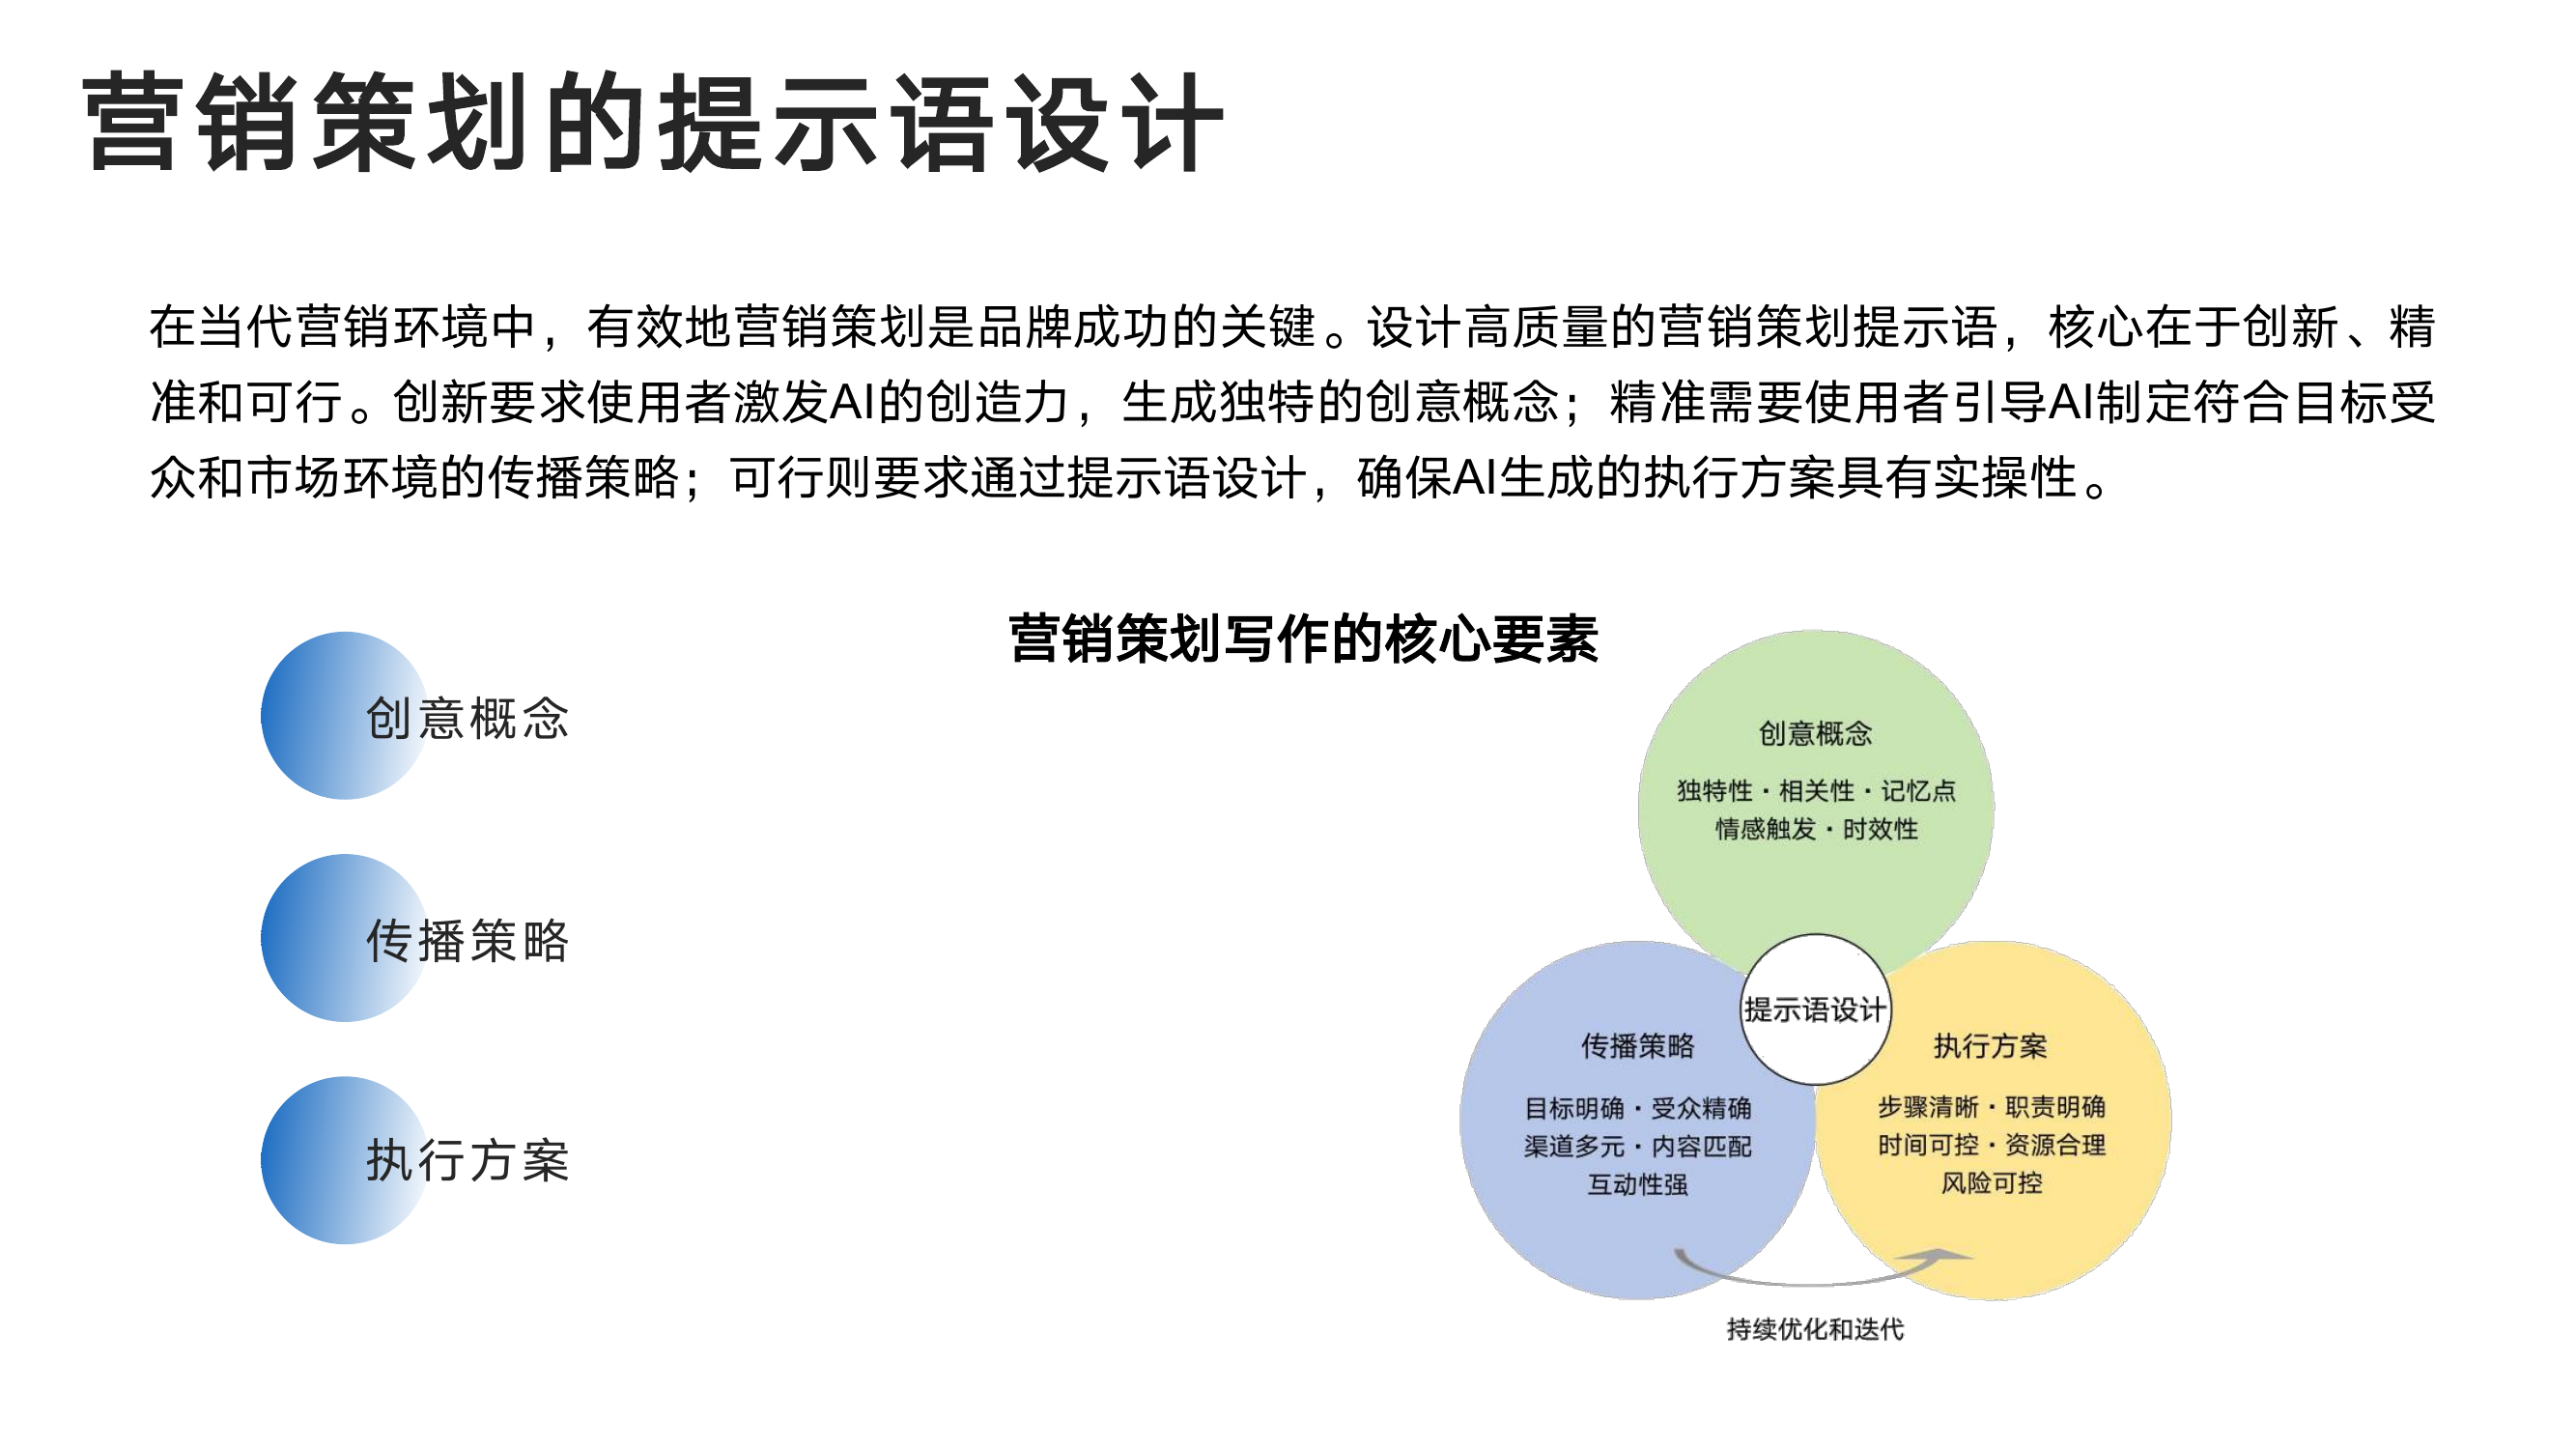 营销策划的提示语设计
在当代营销环境中，有效地营销策划是品牌成功的关键。设计高质量的营销策划提示语，核心在于创新、精
准和可行。创新要求使用者激发AI的创造力，生成独特的创意概念；精准需要使用者引导AI制定符合目标受
众和市场环境的传播策略；可行则要求通过提示语设计，确保AI生成的执行方案具有实操性。
营销策划写作的核心要素
创意概念
传播策略
执行方案
创意概念
独特性·相关性·记忆点
情感触发·时效性
提示语设计
传播策略
目标明确·受众精确
渠道多元·内容匹配
互动性强
执行方案
步骤清晰·职责明确
时间可控·资源合理
风险可控
持续优化和迭代